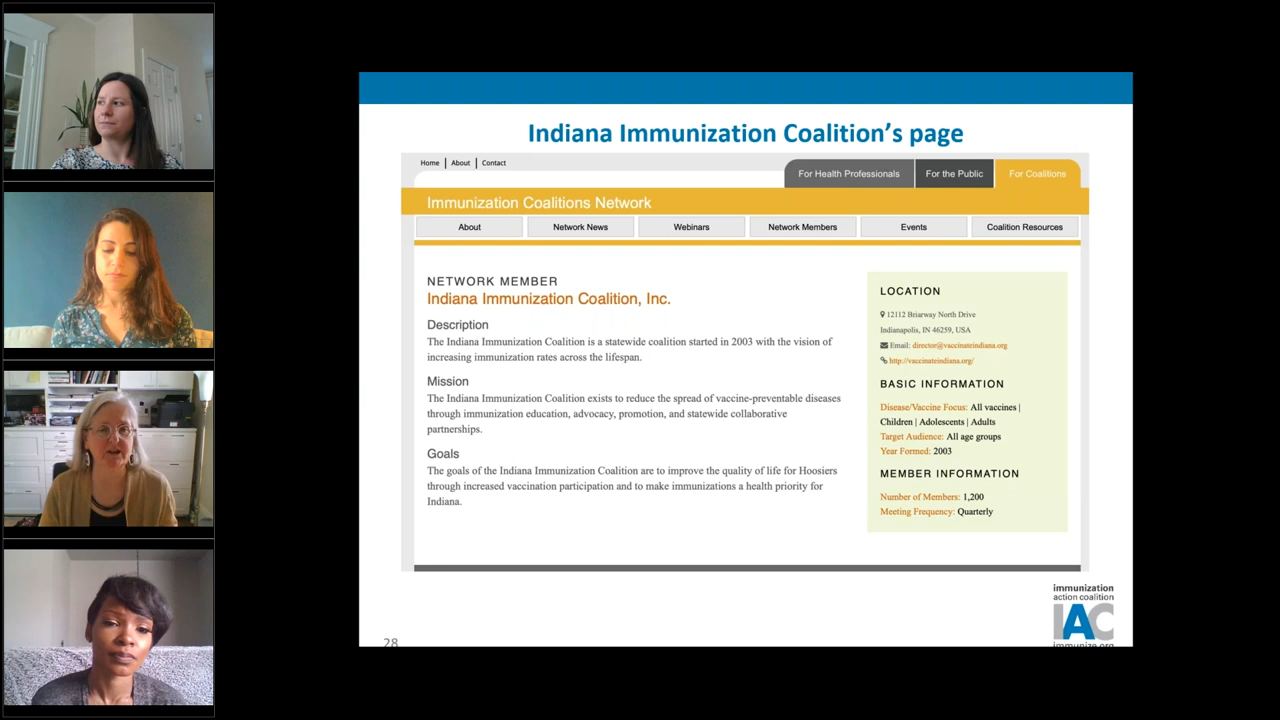 Indiana Immunization Coalition's page
Home | About | Contact
For Health Professionals
For the Public
For Coalitions
Immunization Coalitions Network
About
Network News
Webinars
Network Members
Events
Coalition Resources
NETWORK MEMBER
Indiana Immunization Coalition, Inc.
Description
The Indiana Immunization Coalition is a statewide coalition started in 2003 with the vision of
increasing immunization rates across the lifespan.
Mission
The Indiana Immunization Coalition exists to reduce the spread of vaccine-preventable diseases
through immunization education, advocacy, promotion, and statewide collaborative
partnerships.
Goals
The goals of the Indiana Immunization Coalition are to improve the quality of life for Hoosiers
through increased vaccination participation and to make immunizations a health priority for
Indiana.
LOCATION
12112 Briarway North Drive
Indianapolis, IN 46259, USA
Email: director@vaccinateindiana.org
http://vaccinateindiana.org/
BASIC INFORMATION
Disease/Vaccine Focus: All vaccines |
Children | Adolescents | Adults
Target Audience: All age groups
Year Formed: 2003
MEMBER INFORMATION
Number of Members: 1,200
Meeting Frequency: Quarterly
immunization
action coalition
IAC
immunize.org
28